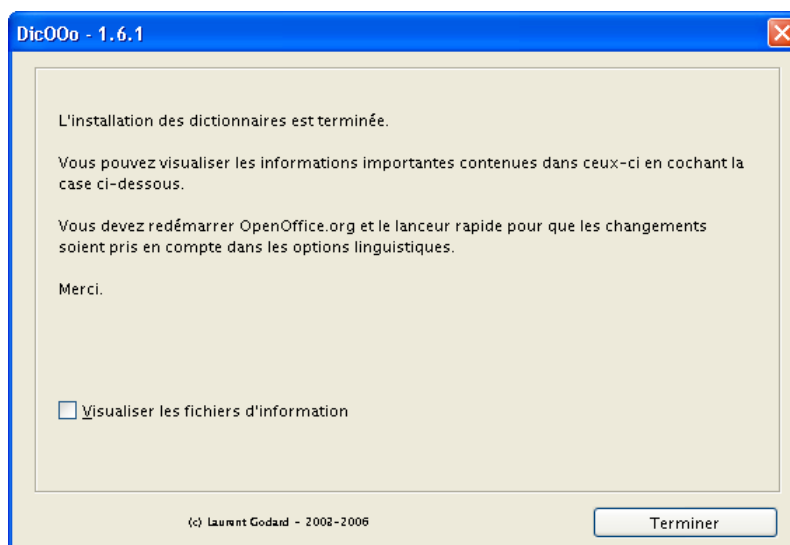 DicOOo - 1.6.1
L'installation des dictionnaires est terminée.
Vous pouvez visualiser les informations importantes contenues dans ceux-ci en cochant la
case ci-dessous.
Vous devez redémarrer OpenOffice.org et le lanceur rapide pour que les changements
soient pris en compte dans les options linguistiques.
Merci.
Visualiser les fichiers d'information
(c) Laurent Godard - 2002-2006
Terminer